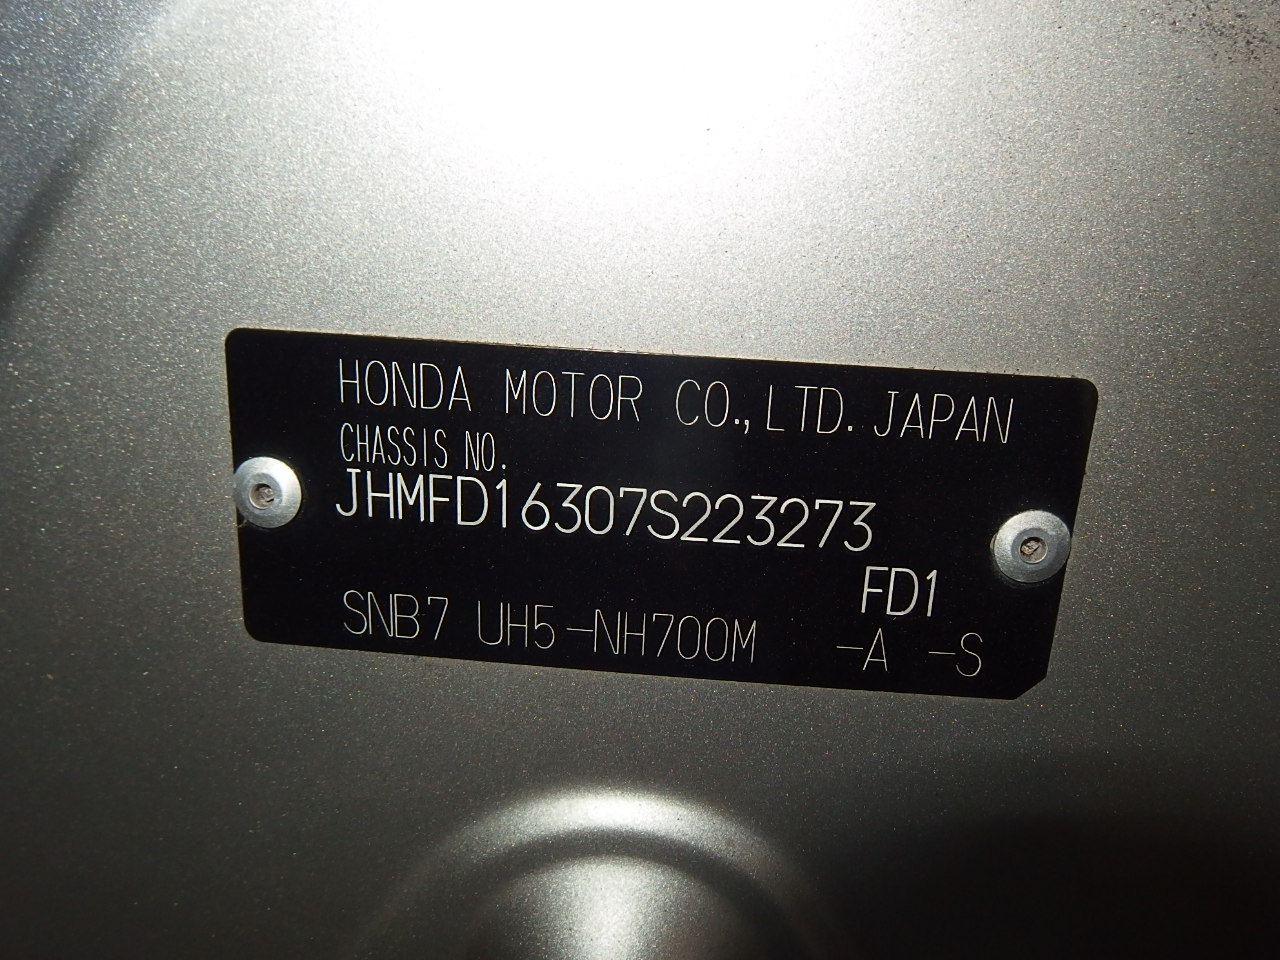 HONDA MOTOR CO.,LTD. JAPAN
CHASSIS NO.
JHMFD16307S223273
FD1
SNB7 UH5-NH700M -A -S